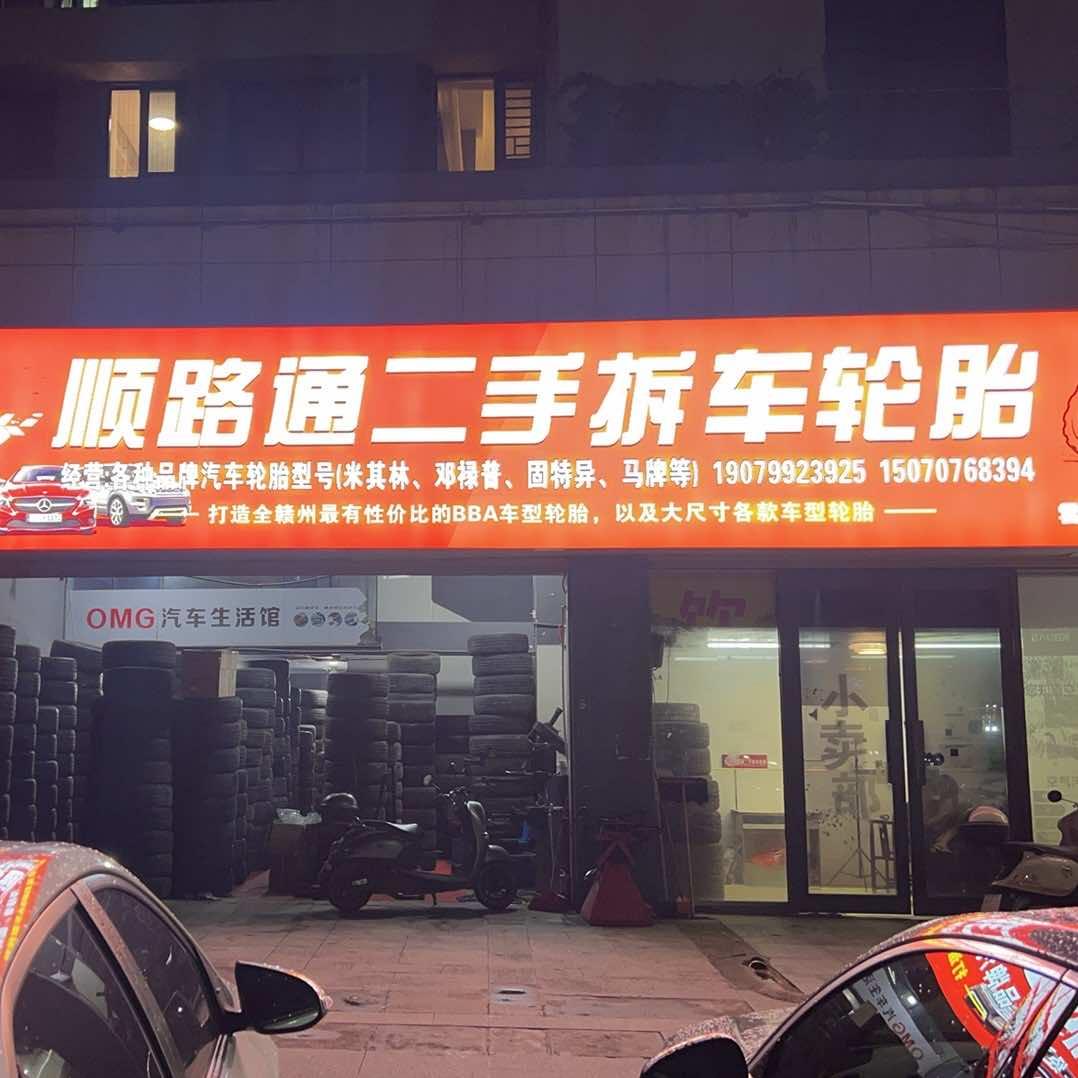 顺路通二手拆车轮胎
经营:各种品牌汽车轮胎型号(米其林、邓禄普、固特异、马牌等) 19079923925 15070768394
打造全赣州最有性价比的BBA车型轮胎，以及大尺寸各款车型轮胎
OMG汽车生活馆
饮
小卖部